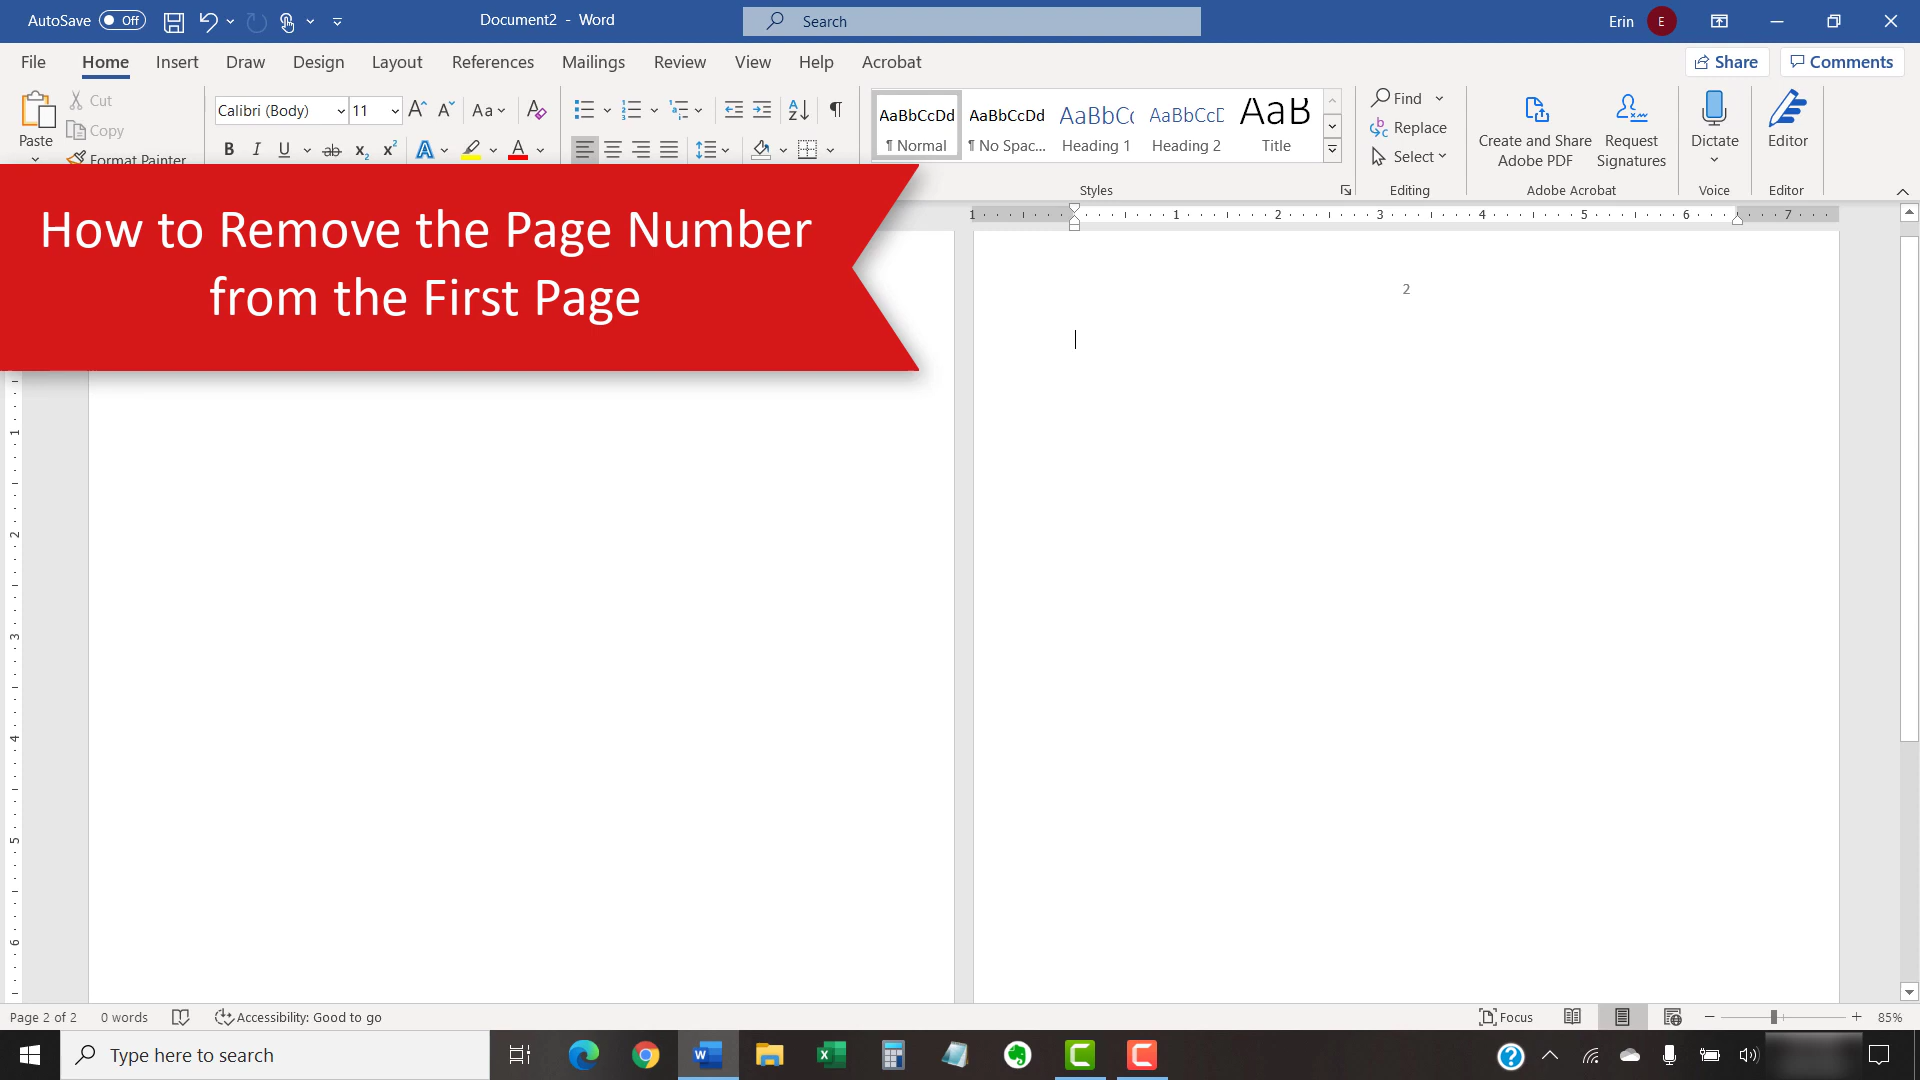 AutoSave Off
Document2 - Word
Search
Erin E
File Home Insert Draw Design Layout References Mailings Review View Help Acrobat
Share Comments
Paste
Cut
Copy
Format Painter
Calibri (Body) 11
AaBbCcDd AaBbCcDd AaBbCc AaBbCcD AaB
¶ Normal ¶ No Spac... Heading 1 Heading 2 Title
Styles
Find
Replace
Select
Editing
Create and Share
Adobe PDF
Request
Signatures
Adobe Acrobat
Dictate
Voice
Editor
Editor
How to Remove the Page Number
from the First Page
1 1 2 3 4 5 6 7
2
1
2
3
4
5
6
Page 2 of 2 0 words Accessibility: Good to go
Focus 85%
Type here to search